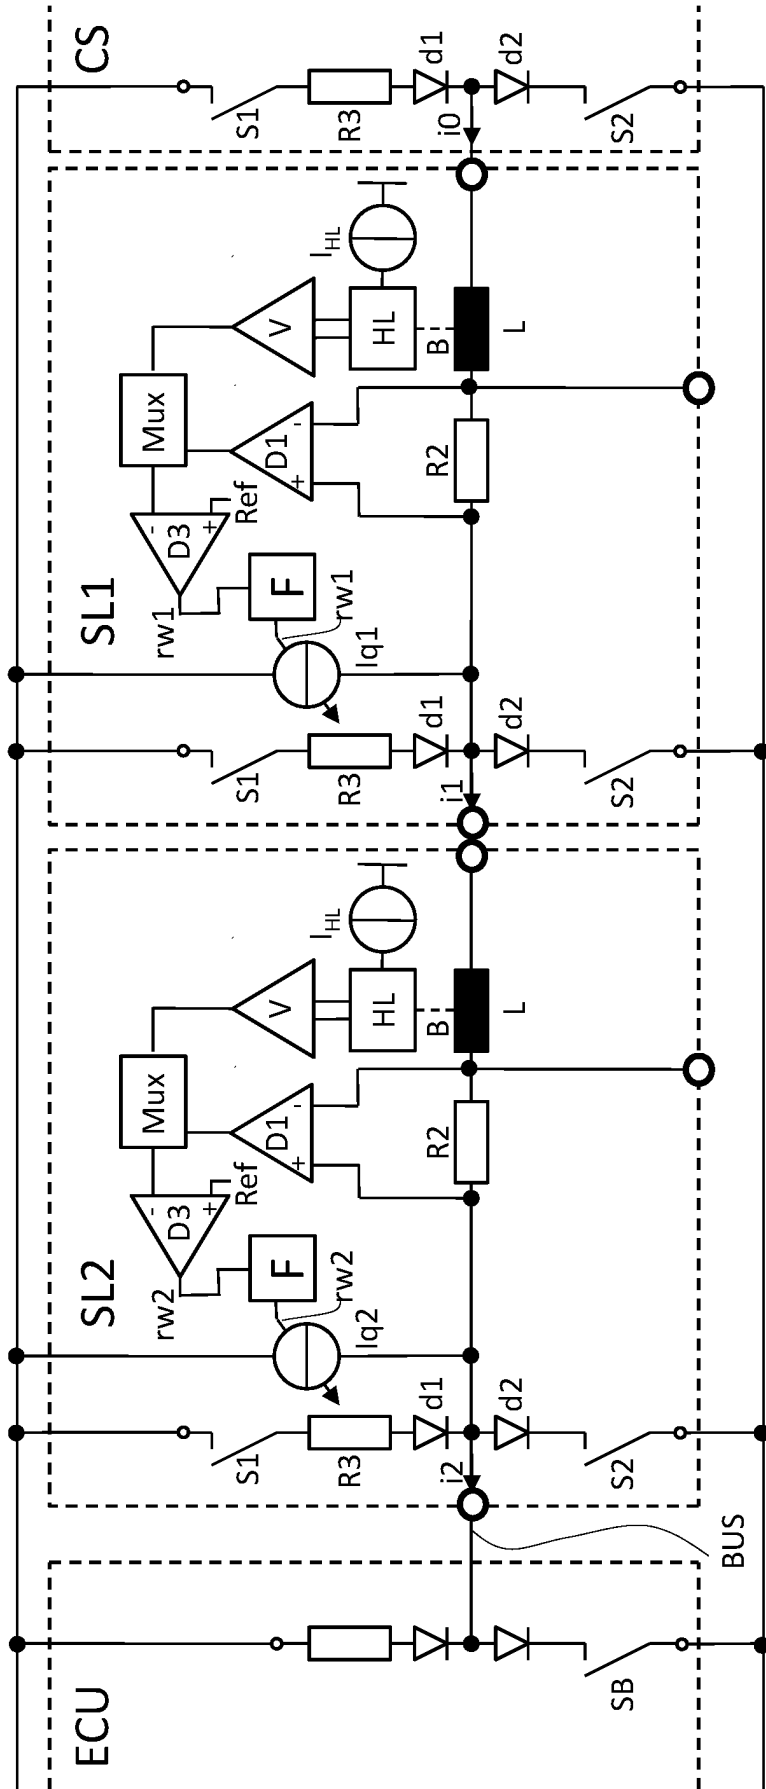 ECU
SB
BUS
SL2
rw2
-
D3
+
Ref
Mux
F
rw2
Iq2
S1
R3
d1
i2
d2
S2
D1
+
-
V
I_HL
HL
B
R2
L
SL1
rw1
-
D3
+
Ref
Mux
F
rw1
Iq1
S1
R3
d1
i1
d2
S2
D1
+
-
V
I_HL
HL
B
R2
L
CS
S1
R3
d1
i0
d2
S2